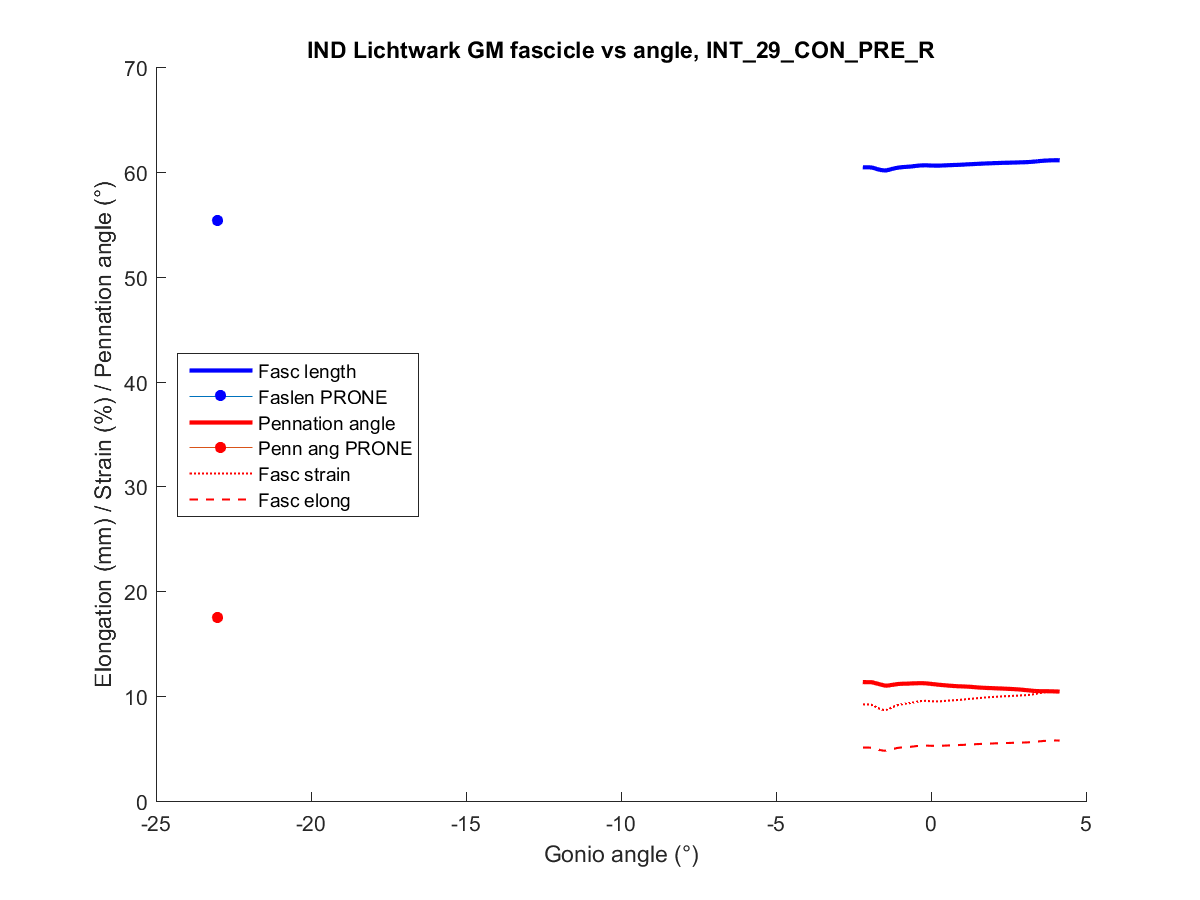 IND Lichtwark GM fascicle vs angle, INT_29_CON_PRE_R
70
60
50
40
30
20
10
0
Elongation (mm) / Strain (%) / Pennation angle (°)
Fasc length
Faslen PRONE
Pennation angle
Penn ang PRONE
Fasc strain
Fasc elong
-25
-20
-15
-10
-5
0
5
Gonio angle (°)